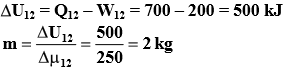 ΔU₁₂ = Q₁₂ – W₁₂ = 700 – 200 = 500 kJ
m = ΔU₁₂/Δμ₁₂ = 500/250 = 2 kg